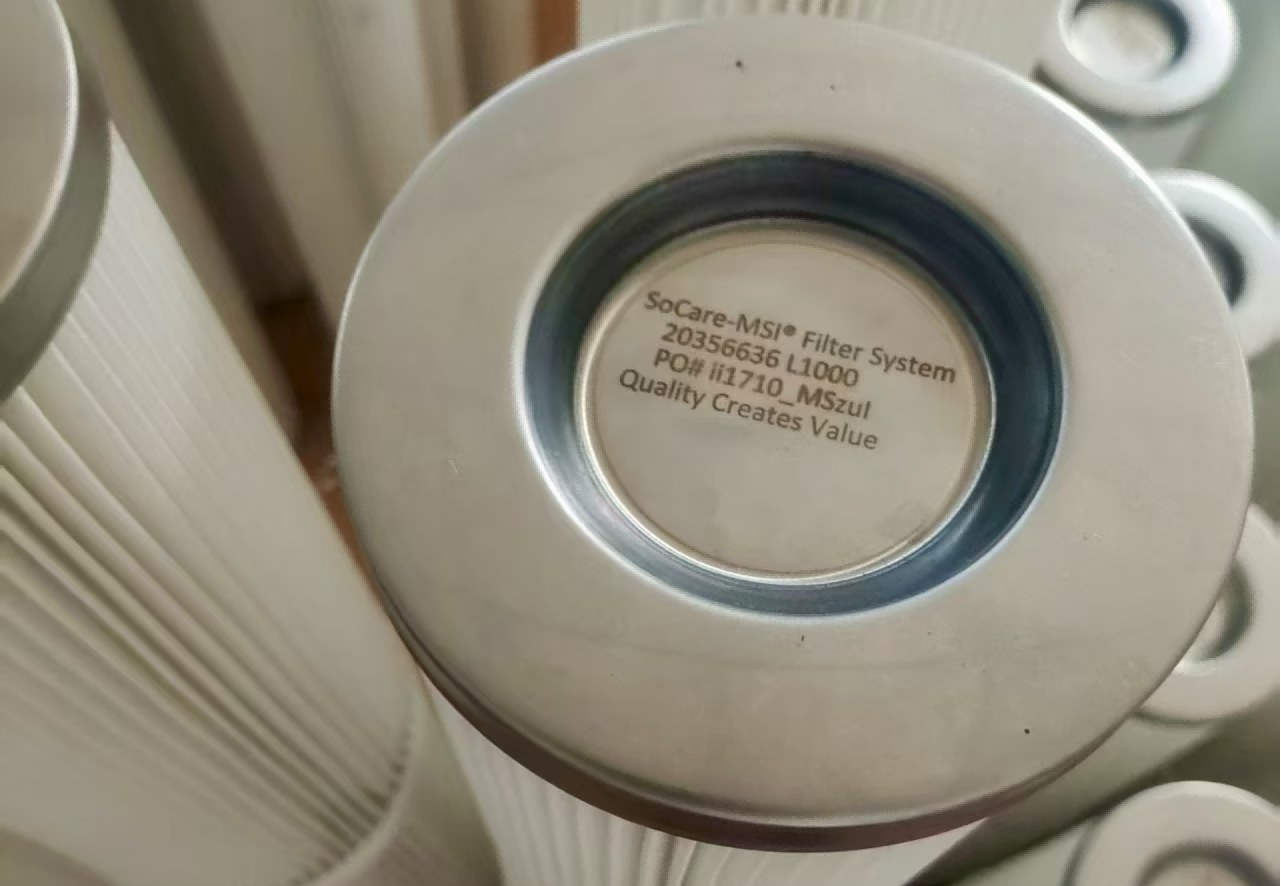 SoCare-MSI® Filter System
20356636 L1000
PO# ii1710_MSzul
Quality Creates Value